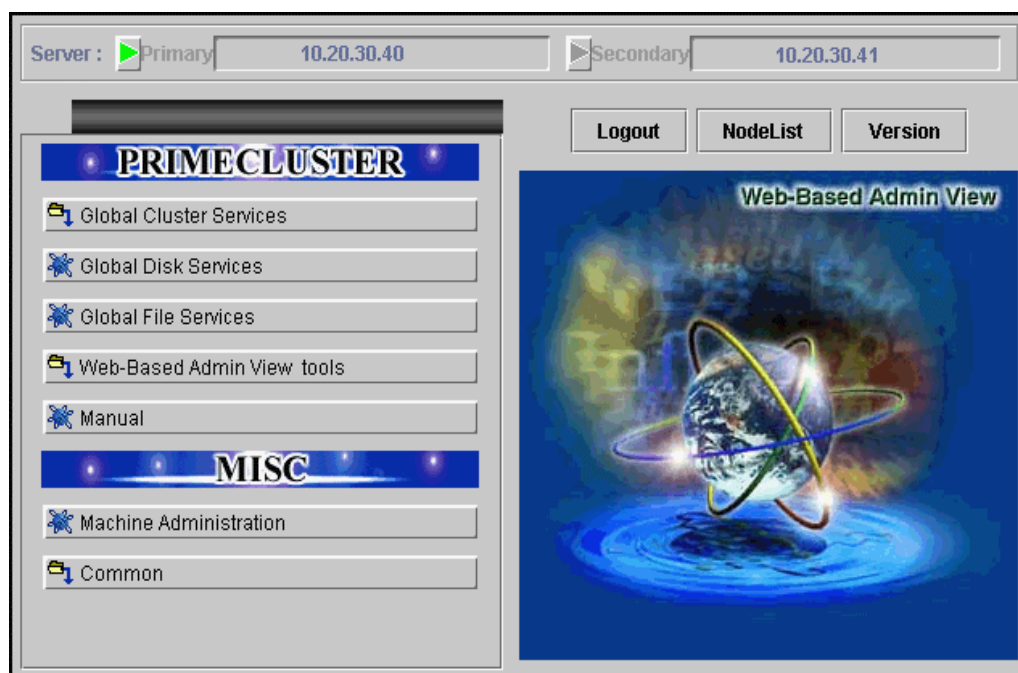 Server : Primary 10.20.30.40 Secondary 10.20.30.41
Logout NodeList Version
PRIMECLUSTER
Global Cluster Services
Global Disk Services
Global File Services
Web-Based Admin View tools
Manual
MISC
Machine Administration
Common
Web-Based Admin View